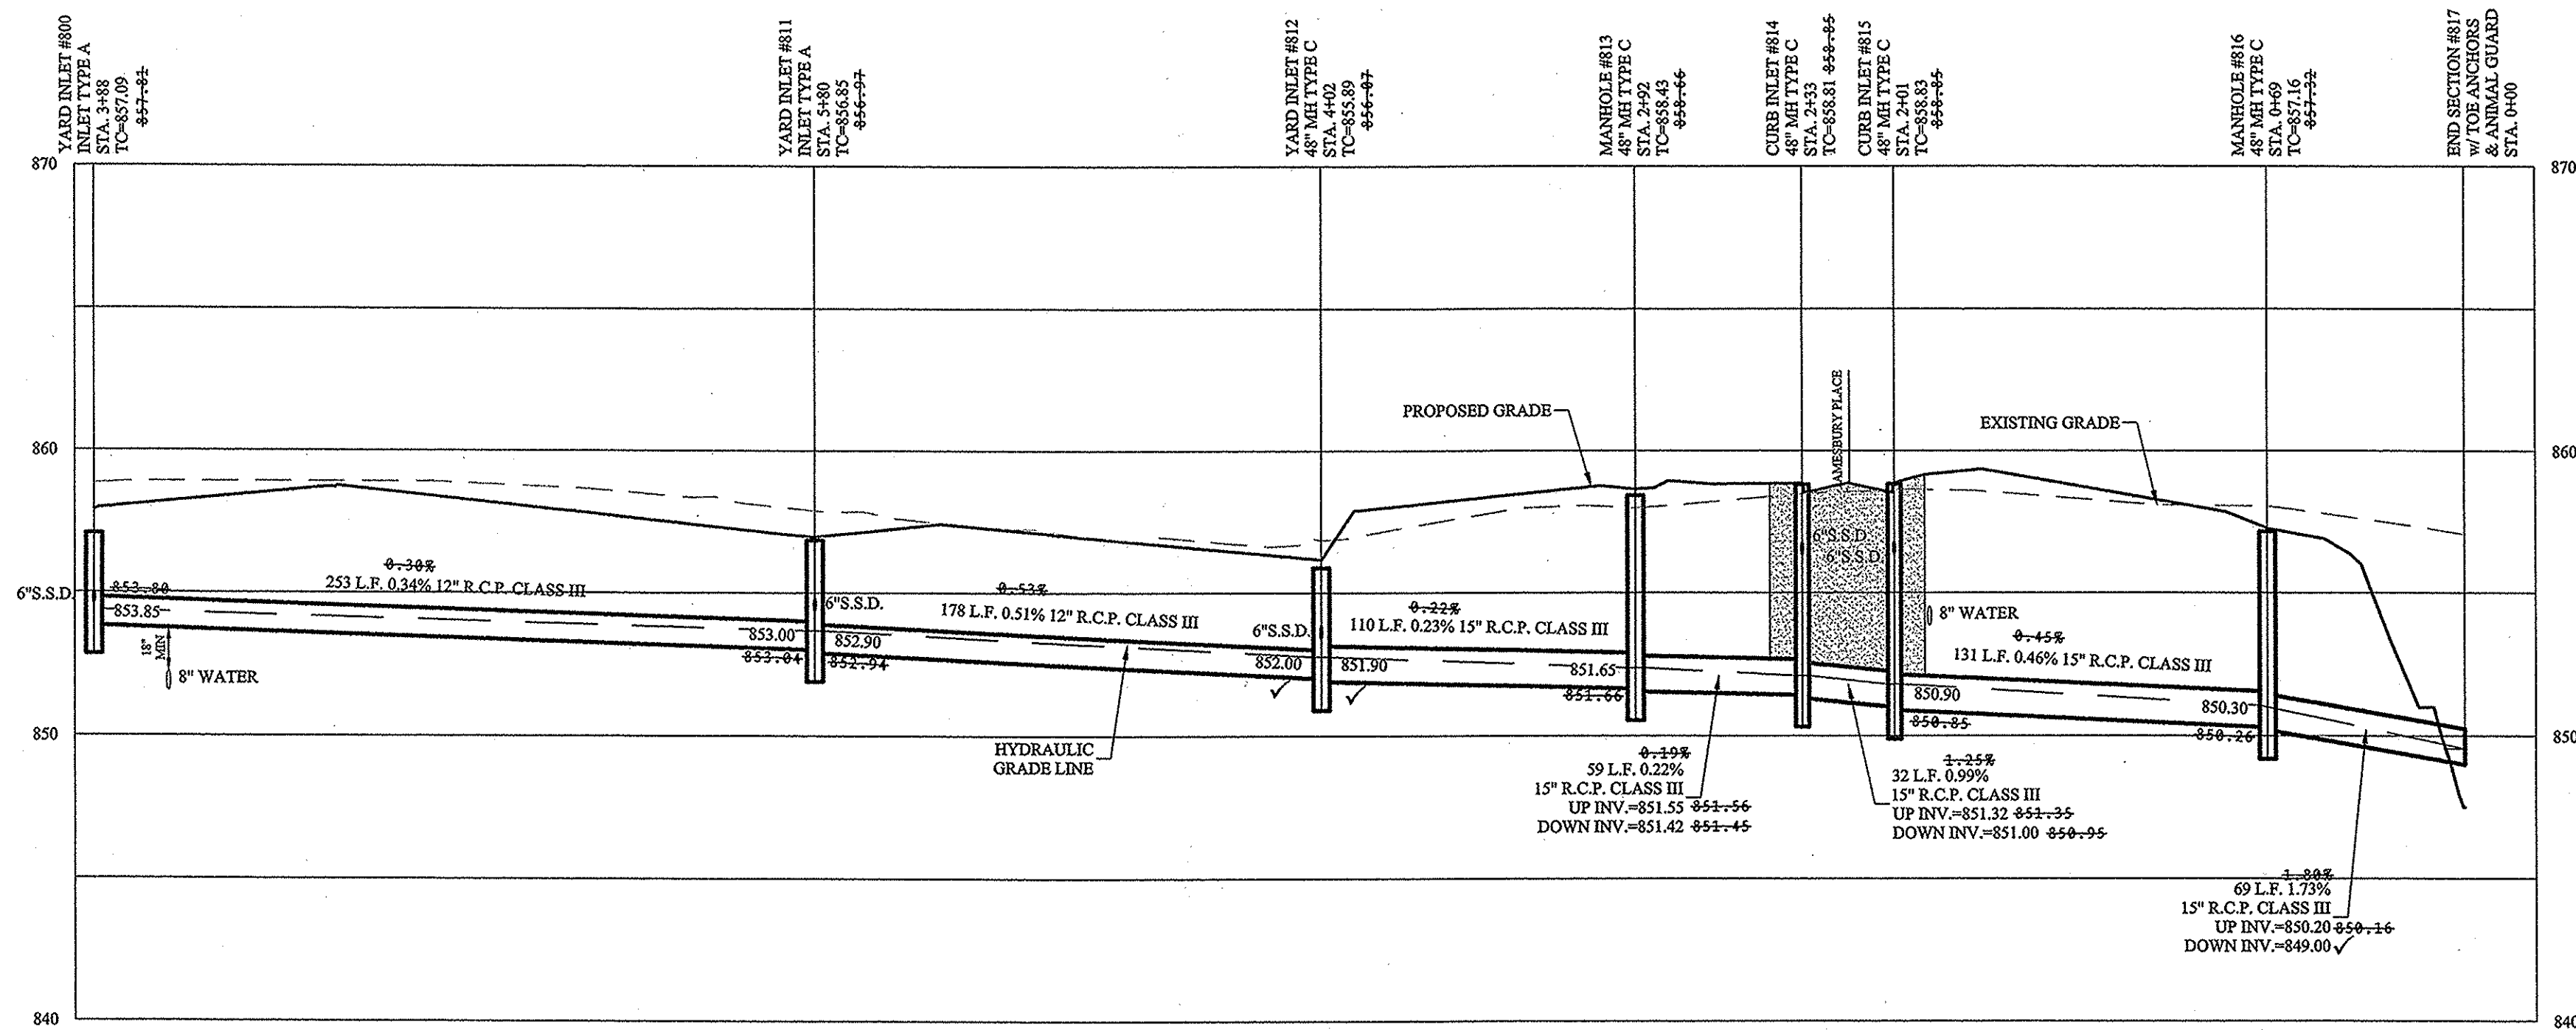 YARD INLET #800
INLET TYPE A
STA. 3+88
TC=857.09
857.81
YARD INLET #811
INLET TYPE A
STA. 5+80
TC=856.85
856.97
YARD INLET #812
48" MH TYPE C
STA. 4+02
TC=855.89
856.07
MANHOLE #813
48" MH TYPE C
STA. 2+92
TC=858.43
858.66
CURB INLET #814
48" MH TYPE C
STA. 2+33
TC=858.81 858.85
CURB INLET #815
48" MH TYPE C
STA. 2+01
TC=858.83
858.85
MANHOLE #816
48" MH TYPE C
STA. 0+69
TC=857.16
857.32
END SECTION #817
w/ TOE ANCHORS
& ANIMAL GUARD
STA. 0+00
870
870
860
860
850
850
840
840
PROPOSED GRADE
AMESBURY PLACE
EXISTING GRADE
6"S.S.D.
853.80
853.85
0.30%
253 L.F. 0.34% 12" R.C.P. CLASS III
18"
MIN
8" WATER
853.00
853.04
6"S.S.D.
852.90
852.94
0.53%
178 L.F. 0.51% 12" R.C.P. CLASS III
HYDRAULIC
GRADE LINE
6"S.S.D.
852.00
851.90
0.22%
110 L.F. 0.23% 15" R.C.P. CLASS III
851.65
851.66
6"S.S.D.
6"S.S.D.
8" WATER
0.45%
131 L.F. 0.46% 15" R.C.P. CLASS III
850.90
850.85
850.30
850.26
0.19%
59 L.F. 0.22%
15" R.C.P. CLASS III
UP INV.=851.55 851.56
DOWN INV.=851.42 851.45
1.25%
32 L.F. 0.99%
15" R.C.P. CLASS III
UP INV.=851.32 851.35
DOWN INV.=851.00 850.95
1.80%
69 L.F. 1.73%
15" R.C.P. CLASS III
UP INV.=850.20 850.16
DOWN INV.=849.00